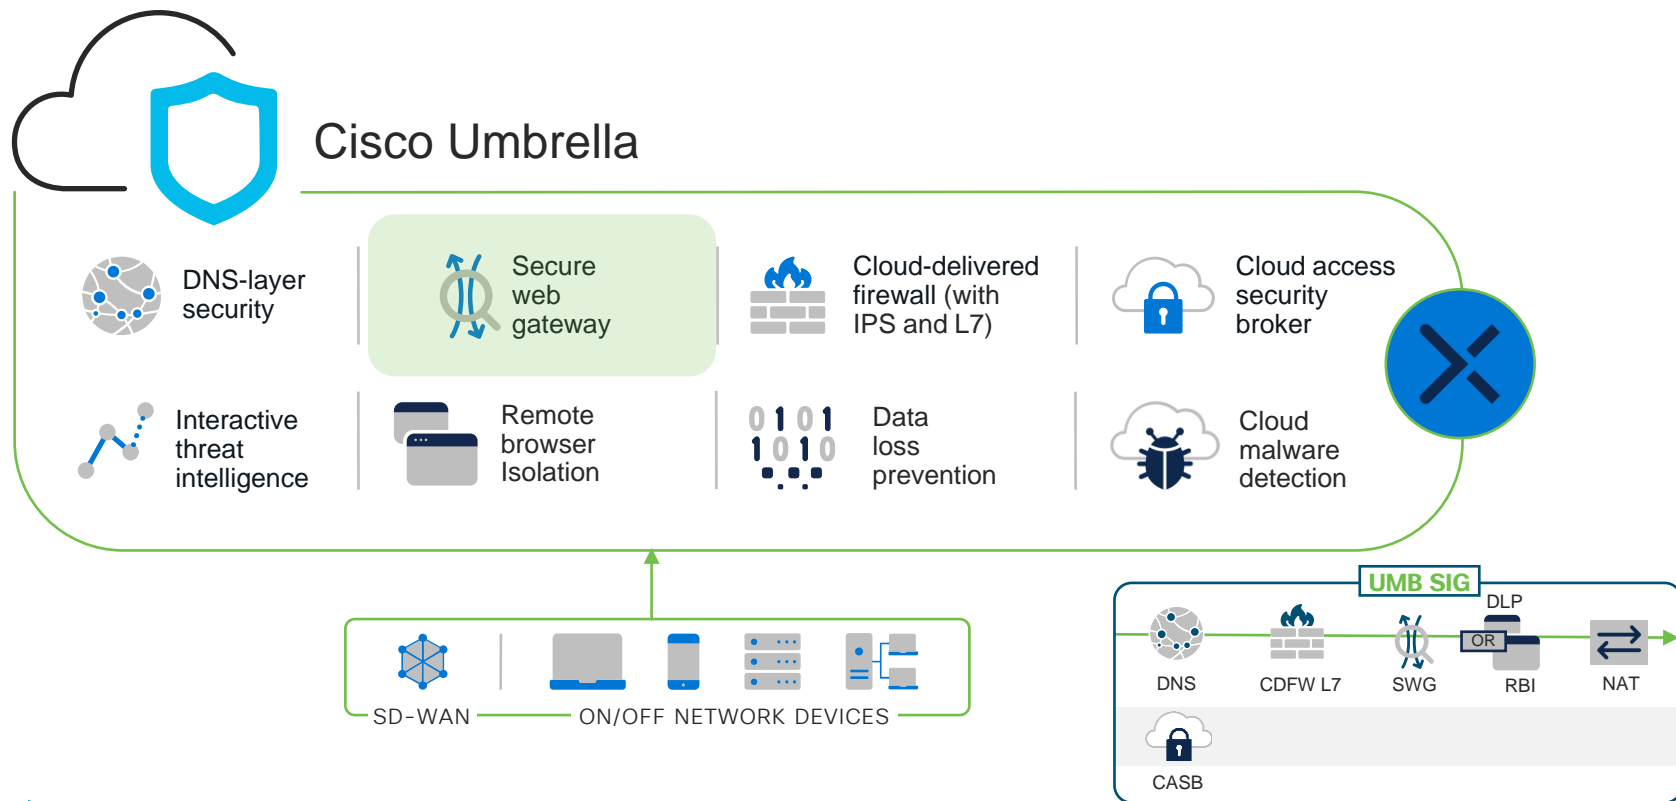 Cisco Umbrella
DNS-layer
security
Secure
web
gateway
Cloud-delivered
firewall (with
IPS and L7)
Cloud access
security
broker
Interactive
threat
intelligence
Remote
browser
Isolation
0101
1010
Data
loss
prevention
Cloud
malware
detection
SD-WAN
ON/OFF NETWORK DEVICES
UMB SIG
DLP
OR
DNS
CDFW L7
SWG
RBI
NAT
CASB